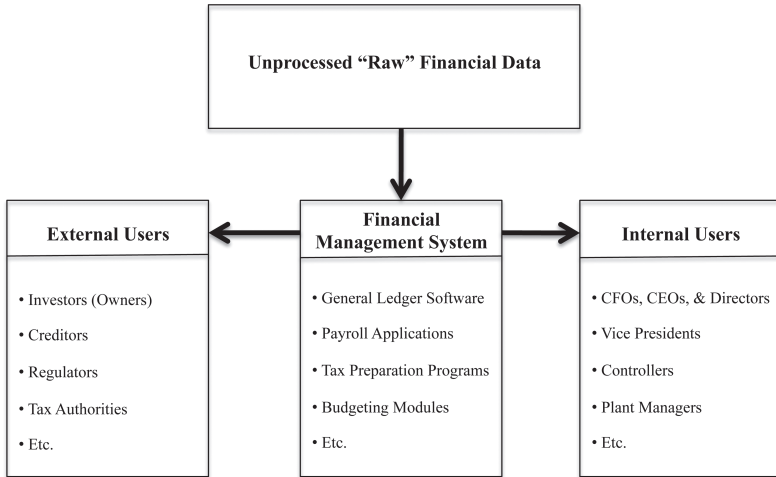 Unprocessed “Raw” Financial Data
External Users
• Investors (Owners)
• Creditors
• Regulators
• Tax Authorities
• Etc.
Financial
Management System
• General Ledger Software
• Payroll Applications
• Tax Preparation Programs
• Budgeting Modules
• Etc.
Internal Users
• CFOs, CEOs, & Directors
• Vice Presidents
• Controllers
• Plant Managers
• Etc.